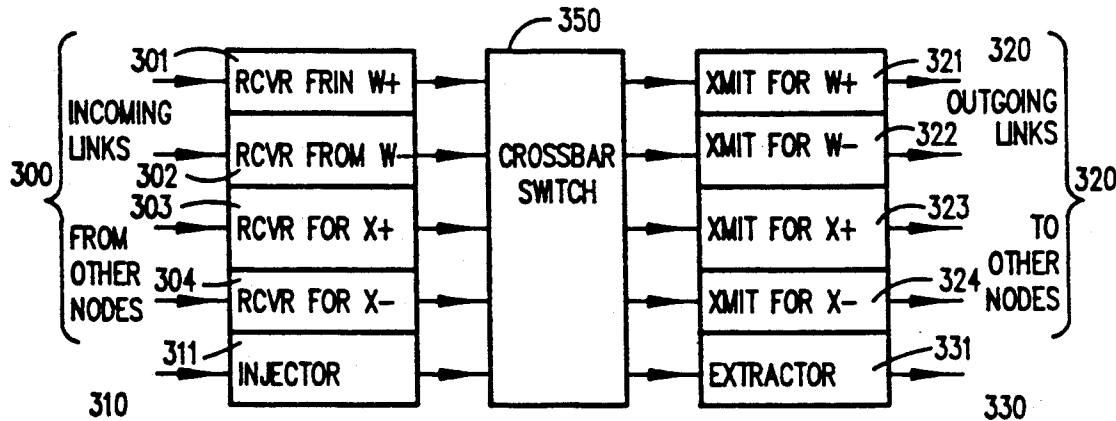 350
301
RCVR FRIN W+
XMIT FOR W+
321
320
INCOMING
LINKS
OUTGOING
LINKS
300
302
RCVR FROM W-
CROSSBAR
SWITCH
XMIT FOR W-
322
320
303
RCVR FOR X+
XMIT FOR X+
323
FROM
OTHER
NODES
TO
OTHER
NODES
304
RCVR FOR X-
XMIT FOR X-
324
311
INJECTOR
EXTRACTOR
331
310
330